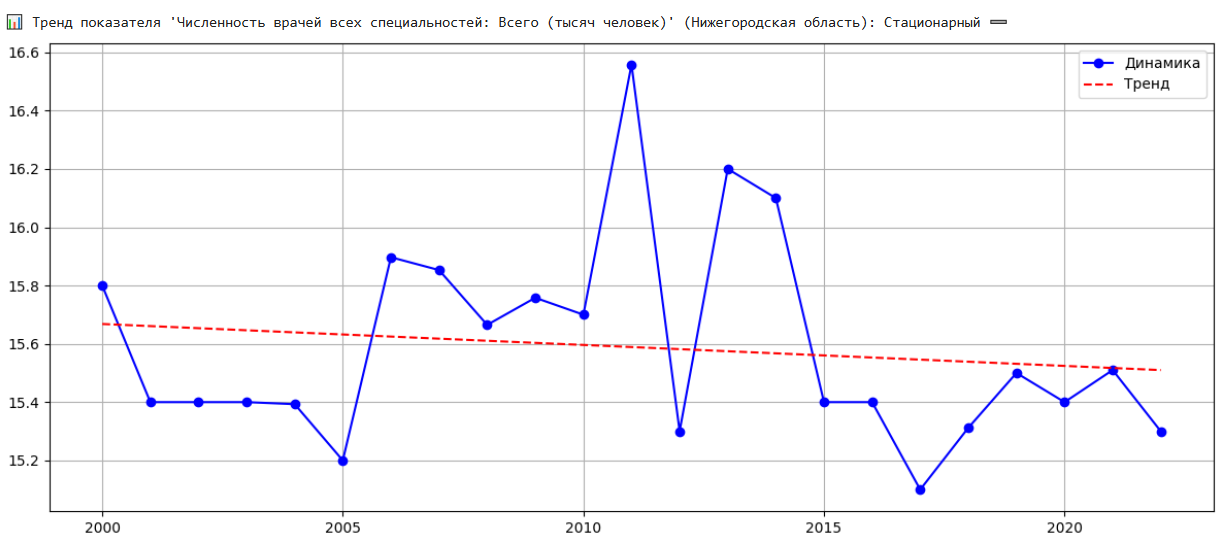 📊 Тренд показателя 'Численность врачей всех специальностей: Всего (тысяч человек)' (Нижегородская область): Стационарный ➖
Динамика
Тренд
16.6
16.4
16.2
16.0
15.8
15.6
15.4
15.2
2000 2005 2010 2015 2020